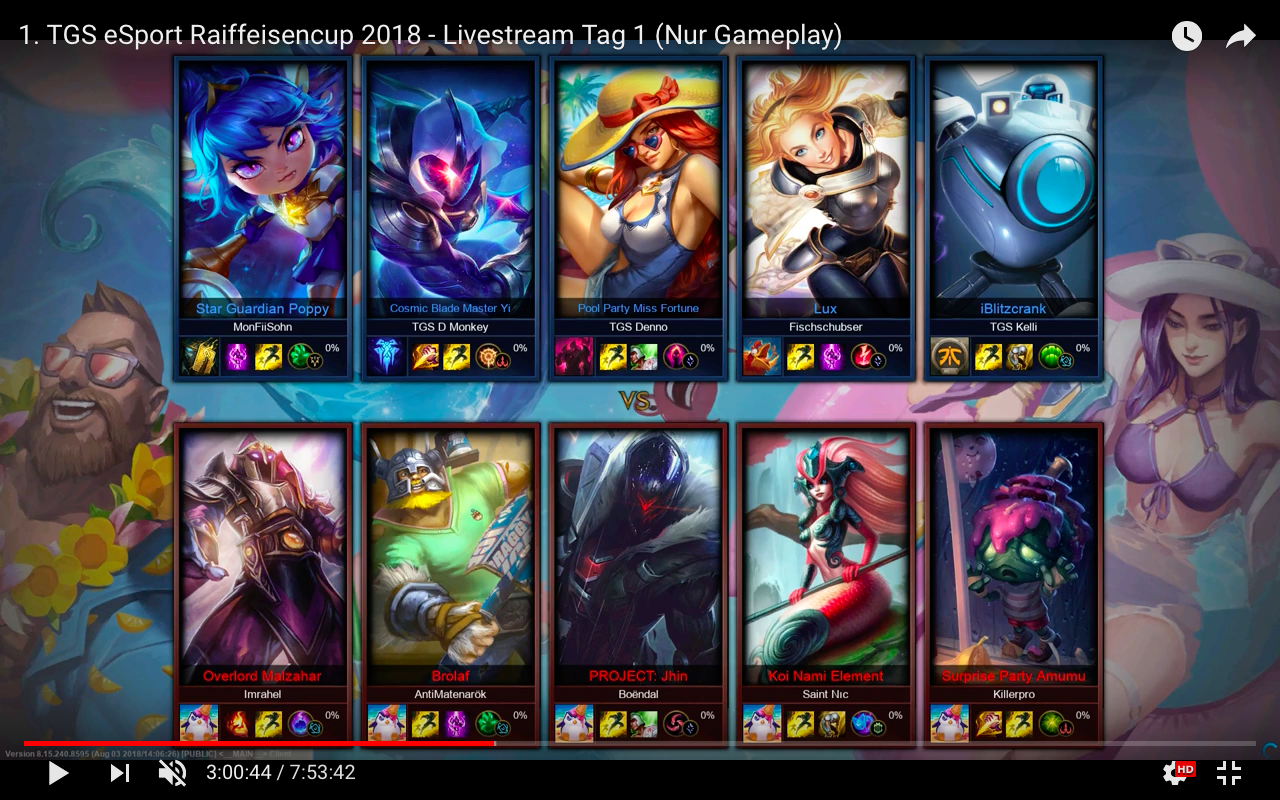 1. TGS eSport Raiffeisencup 2018 - Livestream Tag 1 (Nur Gameplay)
Star Guardian Poppy
MonFiiSohn
0%
Cosmic Blade Master Yi
TGS D Monkey
0%
Pool Party Miss Fortune
TGS Denno
0%
Lux
Fischschubser
0%
iBlitzcrank
TGS Kelli
0%
VS.
Overlord Malzahar
Imrahel
0%
Brolaf
AntiMatenarök
0%
PROJECT: Jhin
Boëndal
0%
Koi Nami Element
Saint Nıc
0%
Surprise Party Amumu
Killerpro
0%
Version 8.15.240.8595 (Aug 03 2018/14:06:26) [PUBLIC] <
3:00:44 / 7:53:42
HD